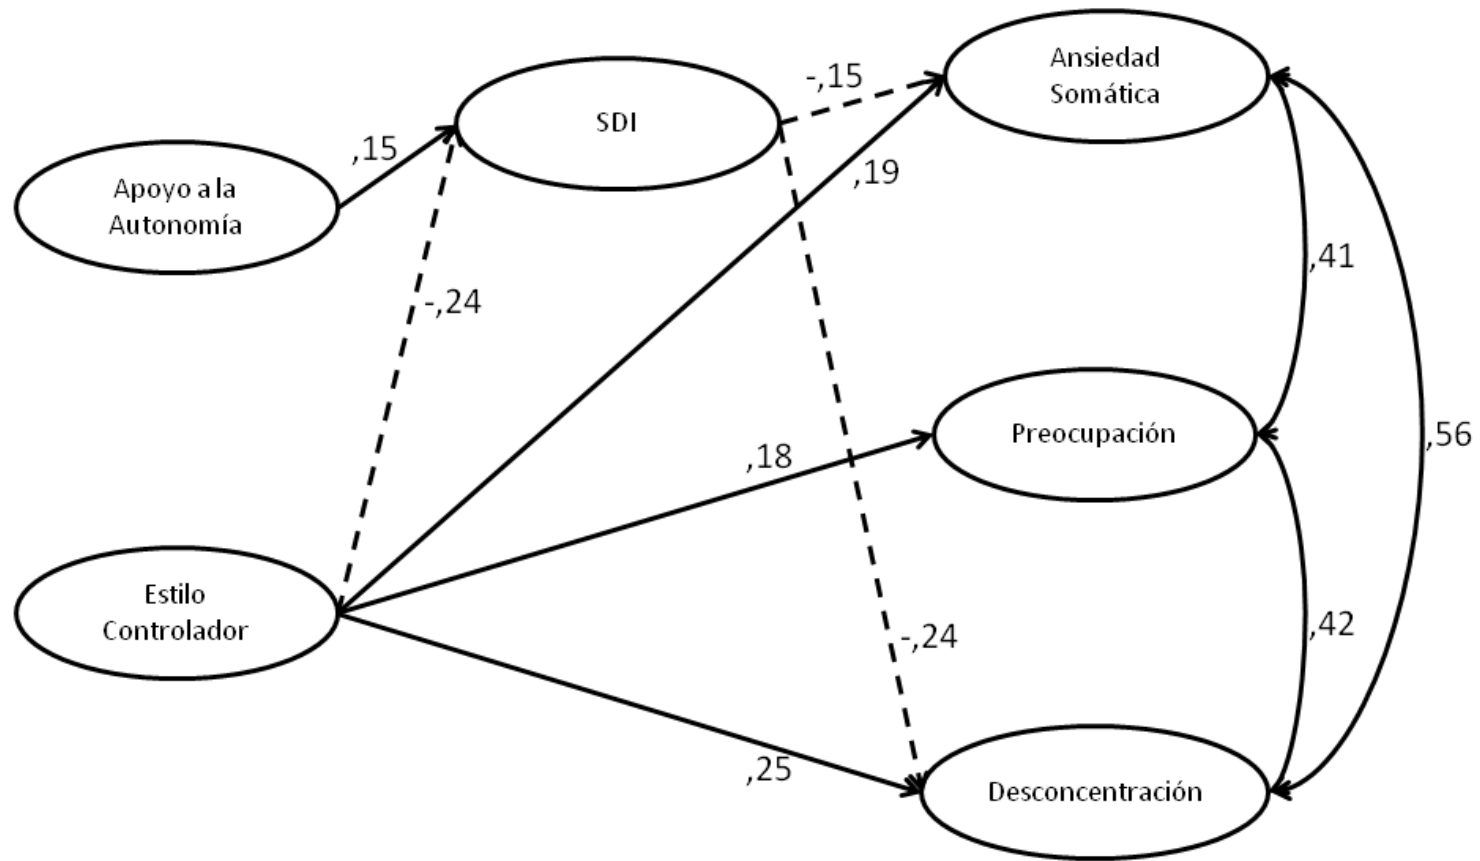 Ansiedad
Somática
-,15
SDI
,15
,19
Apoyo a la
Autonomía
,41
-,24
Preocupación
,56
,18
Estilo
Controlador
,42
-,24
,25
Desconcentración